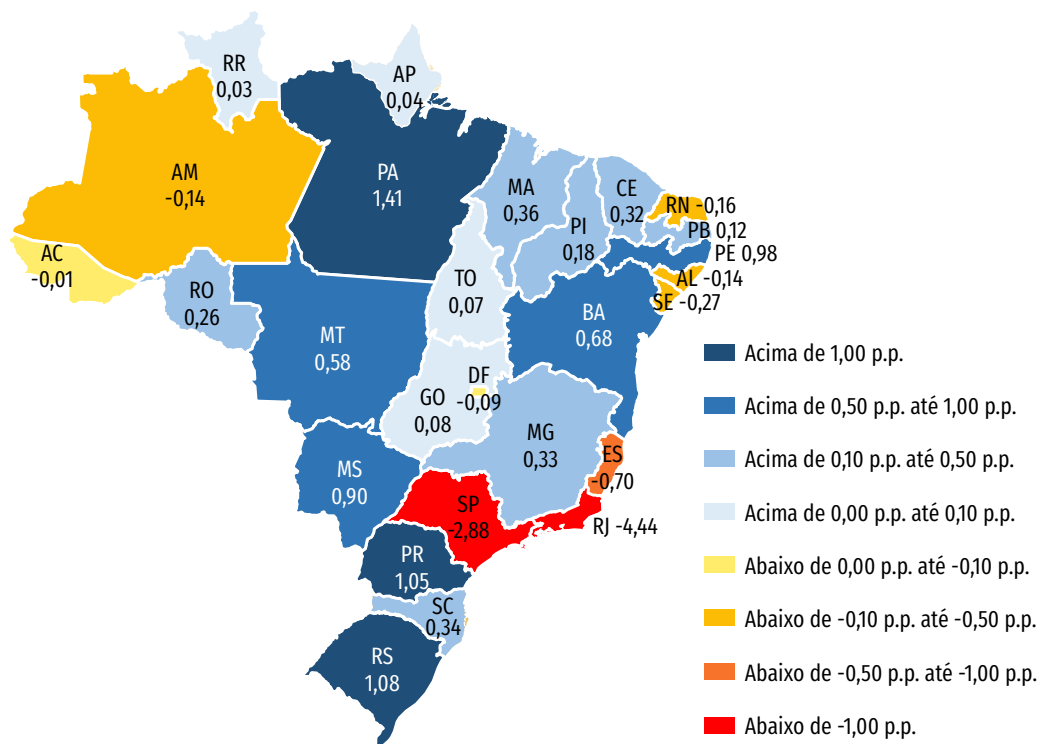 RR
0,03
AP
0,04
AM
-0,14
PA
1,41
MA
0,36
CE
0,32
RN -0,16
PI
0,18
PB 0,12
PE 0,98
AC
-0,01
RO
0,26
TO
0,07
AL -0,14
SE -0,27
BA
0,68
MT
0,58
DF
-0,09
GO
0,08
MG
0,33
ES
-0,70
MS
0,90
SP
-2,88
RJ -4,44
PR
1,05
SC
0,34
RS
1,08
Acima de 1,00 p.p.
Acima de 0,50 p.p. até 1,00 p.p.
Acima de 0,10 p.p. até 0,50 p.p.
Acima de 0,00 p.p. até 0,10 p.p.
Abaixo de 0,00 p.p. até -0,10 p.p.
Abaixo de -0,10 p.p. até -0,50 p.p.
Abaixo de -0,50 p.p. até -1,00 p.p.
Abaixo de -1,00 p.p.